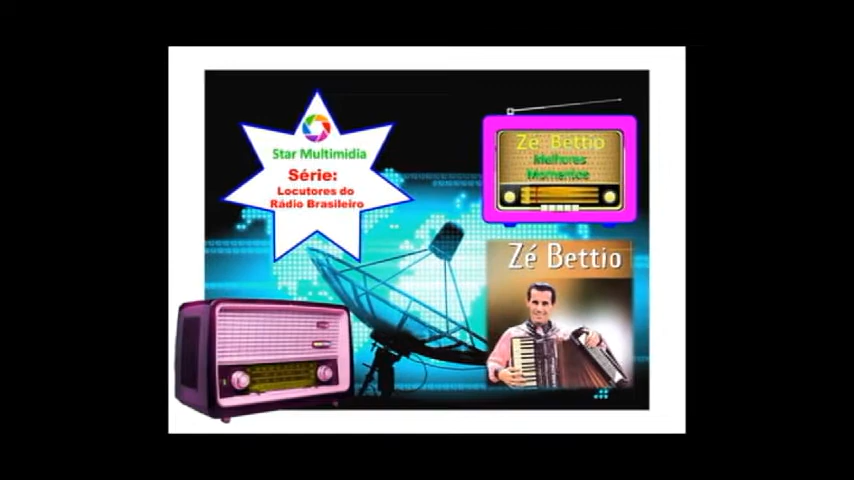 Star Multimidia
Série:
Locutores do
Rádio Brasileiro
Zé Bettio
Melhores
Momentos
Zé Bettio